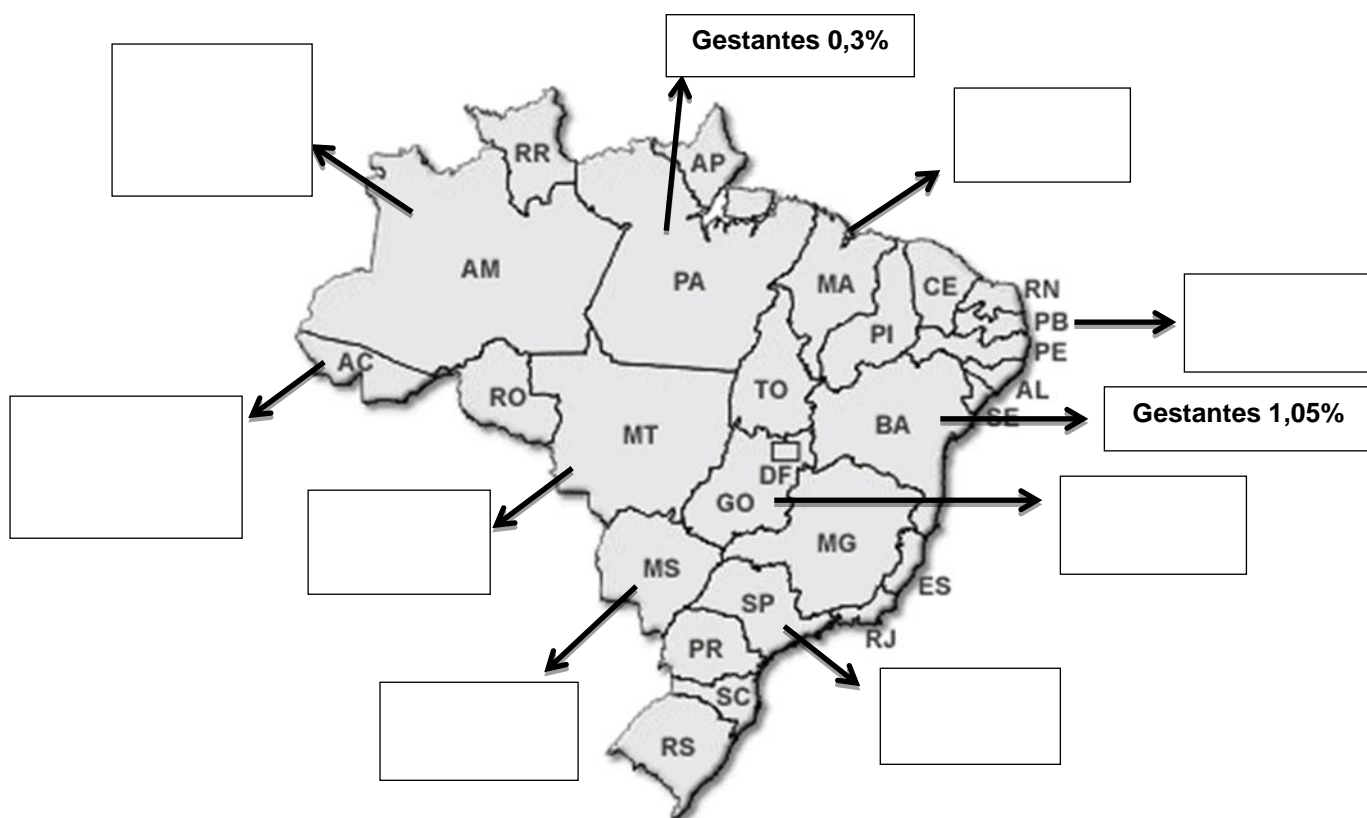 Gestantes 0,3%
RR
AP
AM
PA
MA
CE
RN
PI
PB
PE
AC
RO
TO
AL
SE
BA
Gestantes 1,05%
MT
DF
GO
MG
MS
ES
SP
RJ
PR
SC
RS